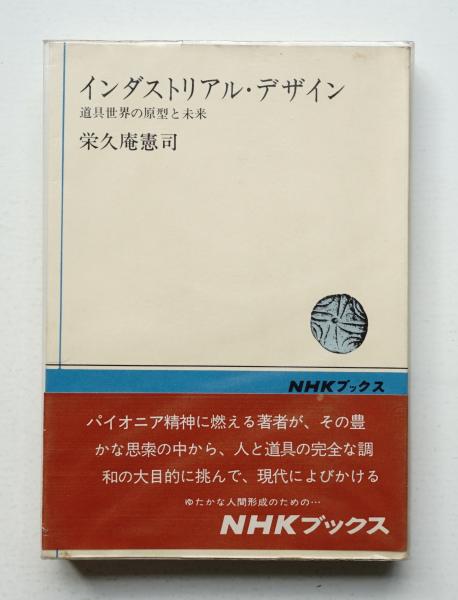 インダストリアル・デザイン
道具世界の原型と未来
栄久庵憲司
NHKブックス
パイオニア精神に燃える著者が、その豊
かな思索の中から、人と道具の完全な調
和の大目的に挑んで、現代によびかける
ゆたかな人間形成のための…
NHKブックス